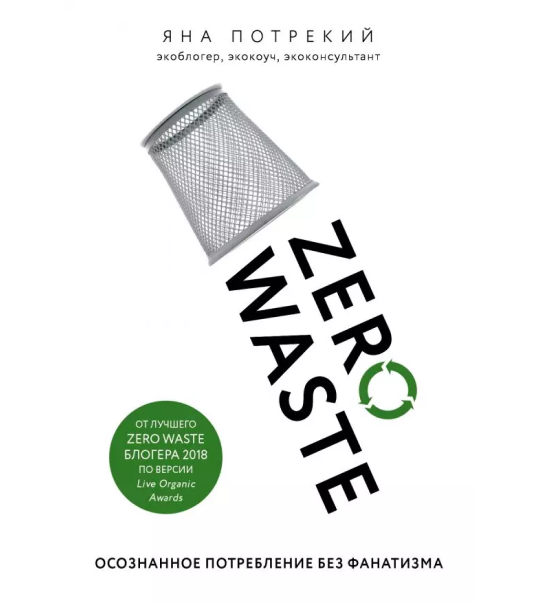 ЯНА ПОТРЕКИЙ
экоблогер, экокоуч, экоконсультант
ZERO
WASTE
ОТ ЛУЧШЕГО
ZERO WASTE
БЛОГЕРА 2018
ПО ВЕРСИИ
Live Organic
Awards
ОСОЗНАННОЕ ПОТРЕБЛЕНИЕ БЕЗ ФАНАТИЗМА